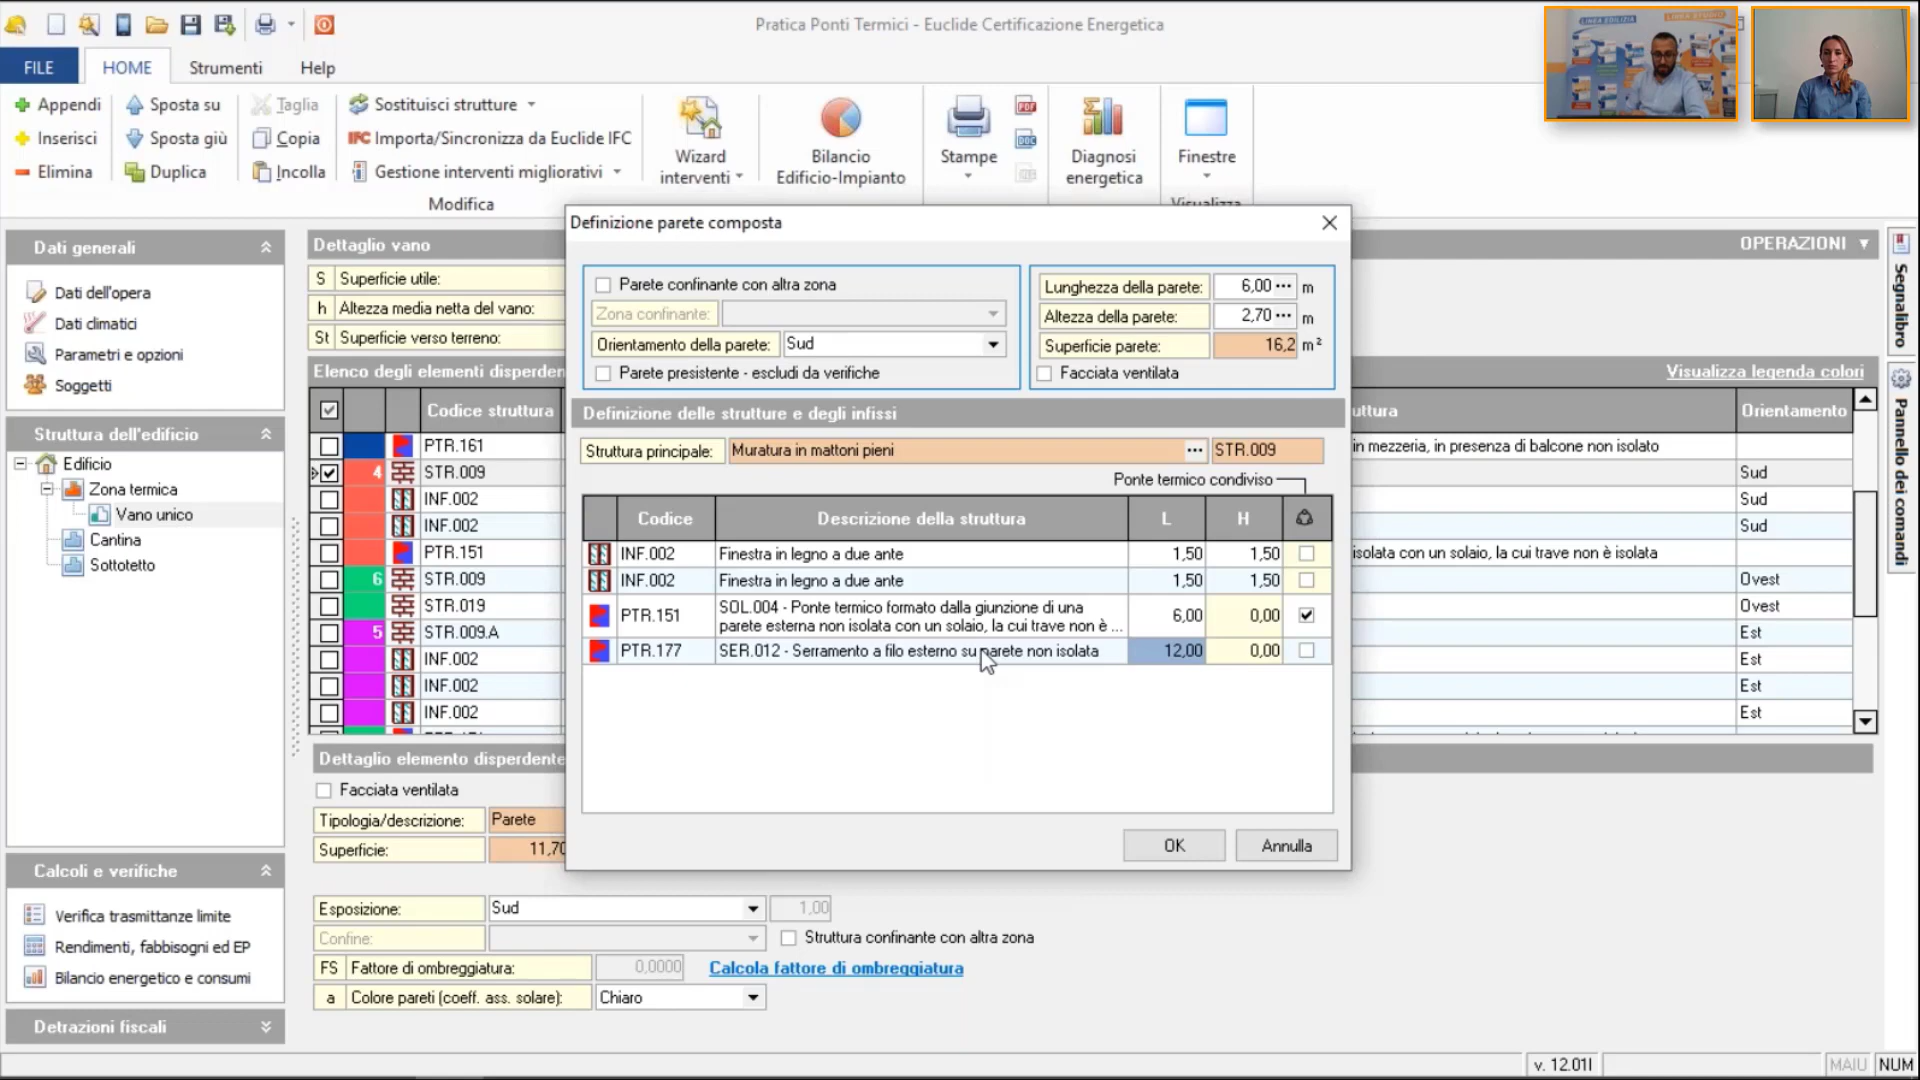 Pratica Ponti Termici - Euclide Certificazione Energetica
LINEA EDILIZIA
FILE
HOME
Strumenti
Help
Appendi
Inserisci
Elimina
Sposta su
Sposta giù
Duplica
Taglia
Copia
Incolla
Sostituisci strutture
IFC Importa/Sincronizza da Euclide IFC
Gestione interventi migliorativi
Modifica
Wizard
interventi
Bilancio
Edificio-Impianto
Stampe
PDF
DOC
Diagnosi
energetica
Finestre
Visualizza
Dati generali
Dati dell'opera
Dati climatici
Parametri e opzioni
Soggetti
Struttura dell'edificio
Edificio
Zona termica
Vano unico
Cantina
Sottotetto
Calcoli e verifiche
Verifica trasmittanze limite
Rendimenti, fabbisogni ed EP
Bilancio energetico e consumi
Detrazioni fiscali
Dettaglio vano
OPERAZIONI
S Superficie utile:
h Altezza media netta del vano:
St Superficie verso terreno:
Elenco degli elementi disperden
Visualizza legenda colori
Codice struttura
uttura
Orientamento
PTR.161
in mezzeria, in presenza di balcone non isolato
4 STR.009 Sud
INF.002 Sud
INF.002 Sud
PTR.151
isolata con un solaio, la cui trave non è isolata
6 STR.009 Ovest
STR.019 Ovest
5 STR.009.A Est
INF.002 Est
INF.002 Est
INF.002 Est
Definizione parete composta
Parete confinante con altra zona
Zona confinante:
Orientamento della parete: Sud
Parete presistente - escludi da verifiche
Lunghezza della parete: 6,00 ••• m
Altezza della parete: 2,70 ••• m
Superficie parete: 16,2 m²
Facciata ventilata
Definizione delle strutture e degli infissi
Struttura principale: Muratura in mattoni pieni ••• STR.009
Ponte termico condiviso
Codice Descrizione della struttura L H
INF.002 Finestra in legno a due ante 1,50 1,50
INF.002 Finestra in legno a due ante 1,50 1,50
PTR.151 SOL.004 - Ponte termico formato dalla giunzione di una
parete esterna non isolata con un solaio, la cui trave non è ... 6,00 0,00
PTR.177 SER.012 - Serramento a filo esterno su parete non isolata 12,00 0,00
OK
Annulla
Dettaglio elemento disperdente
Facciata ventilata
Tipologia/descrizione: Parete
Superficie: 11,70
Esposizione: Sud 1,00
Confine:
Struttura confinante con altra zona
FS Fattore di ombreggiatura: 0,0000 Calcola fattore di ombreggiatura
a Colore pareti (coeff. ass. solare): Chiaro
Segnalibro
Pannello dei comandi
v. 12.01l
MAIU
NUM